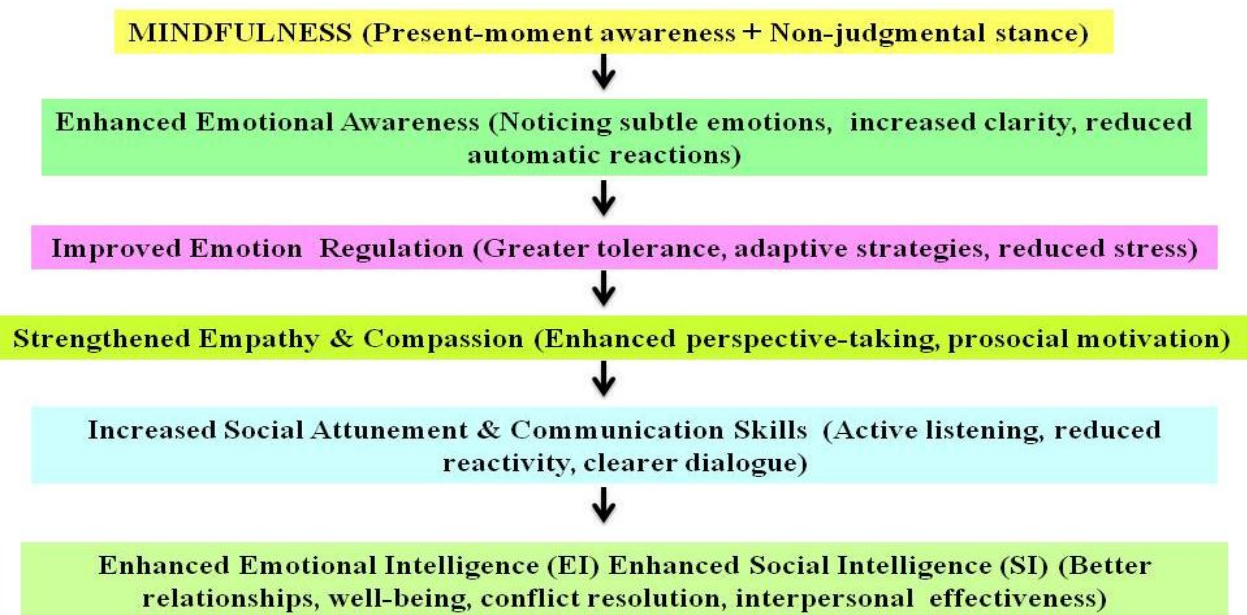 MINDFULNESS (Present-moment awareness + Non-judgmental stance)
Enhanced Emotional Awareness (Noticing subtle emotions, increased clarity, reduced
automatic reactions)
Improved Emotion Regulation (Greater tolerance, adaptive strategies, reduced stress)
Strengthened Empathy & Compassion (Enhanced perspective-taking, prosocial motivation)
Increased Social Attunement & Communication Skills (Active listening, reduced
reactivity, clearer dialogue)
Enhanced Emotional Intelligence (EI) Enhanced Social Intelligence (SI) (Better
relationships, well-being, conflict resolution, interpersonal effectiveness)